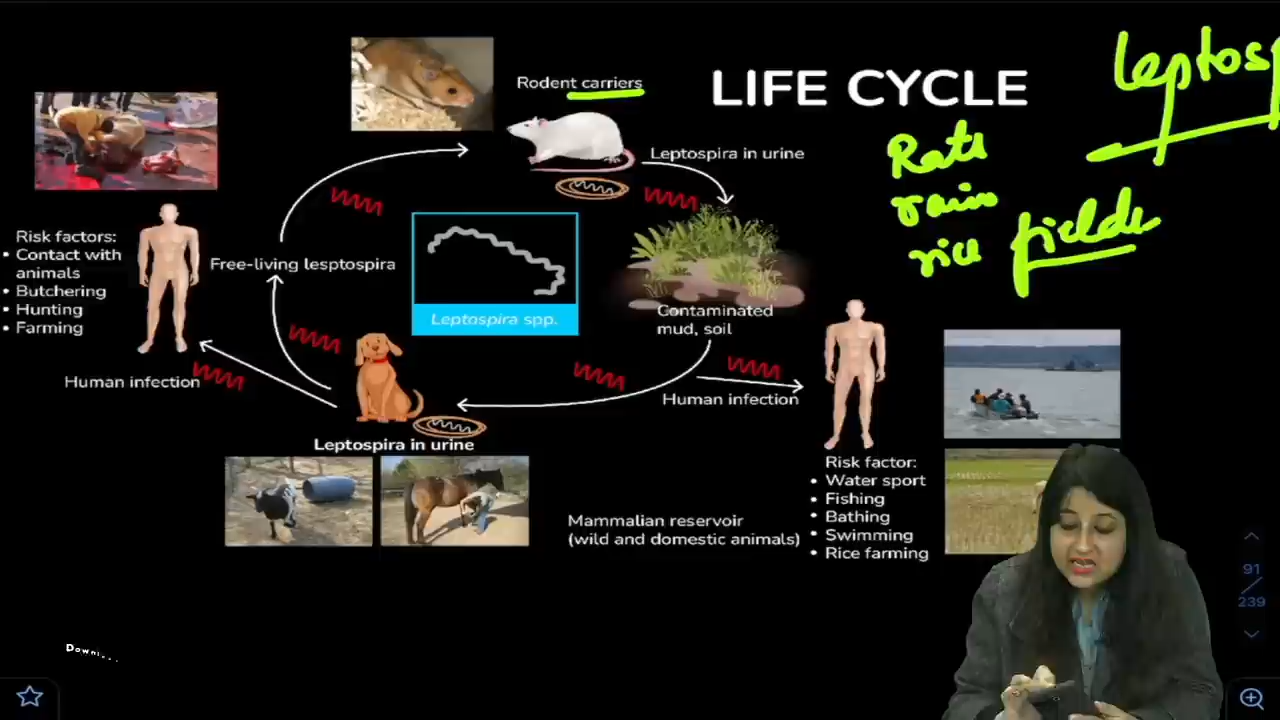 Rodent carriers
LIFE CYCLE
Leptospira in urine
Rats
rain
rice fields
Risk factors:
• Contact with
animals
• Butchering
• Hunting
• Farming
Free-living lesptospira
Leptospira spp.
Contaminated
mud, soil
Human infection
Human infection
Leptospira in urine
Mammalian reservoir
(wild and domestic animals)
Risk factor:
• Water sport
• Fishing
• Bathing
• Swimming
• Rice farming
91
239